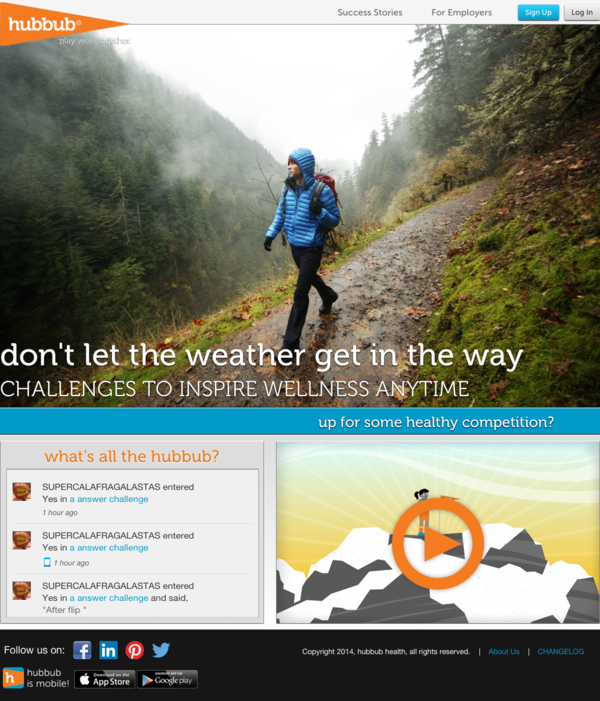 hubbub®
play well together.
Success Stories
For Employers
Sign Up
Log In
don't let the weather get in the way
CHALLENGES TO INSPIRE WELLNESS ANYTIME
up for some healthy competition?
what's all the hubbub?
SUPERCALAFRAGALASTAS entered
Yes in a answer challenge
1 hour ago
SUPERCALAFRAGALASTAS entered
Yes in a answer challenge
1 hour ago
SUPERCALAFRAGALASTAS entered
Yes in a answer challenge and said,
"After flip "
Follow us on:
Copyright 2014, hubbub health, all rights reserved. | About Us | CHANGELOG
h
hubbub
is mobile!
Download on the
App Store
ANDROID APP ON
Google play